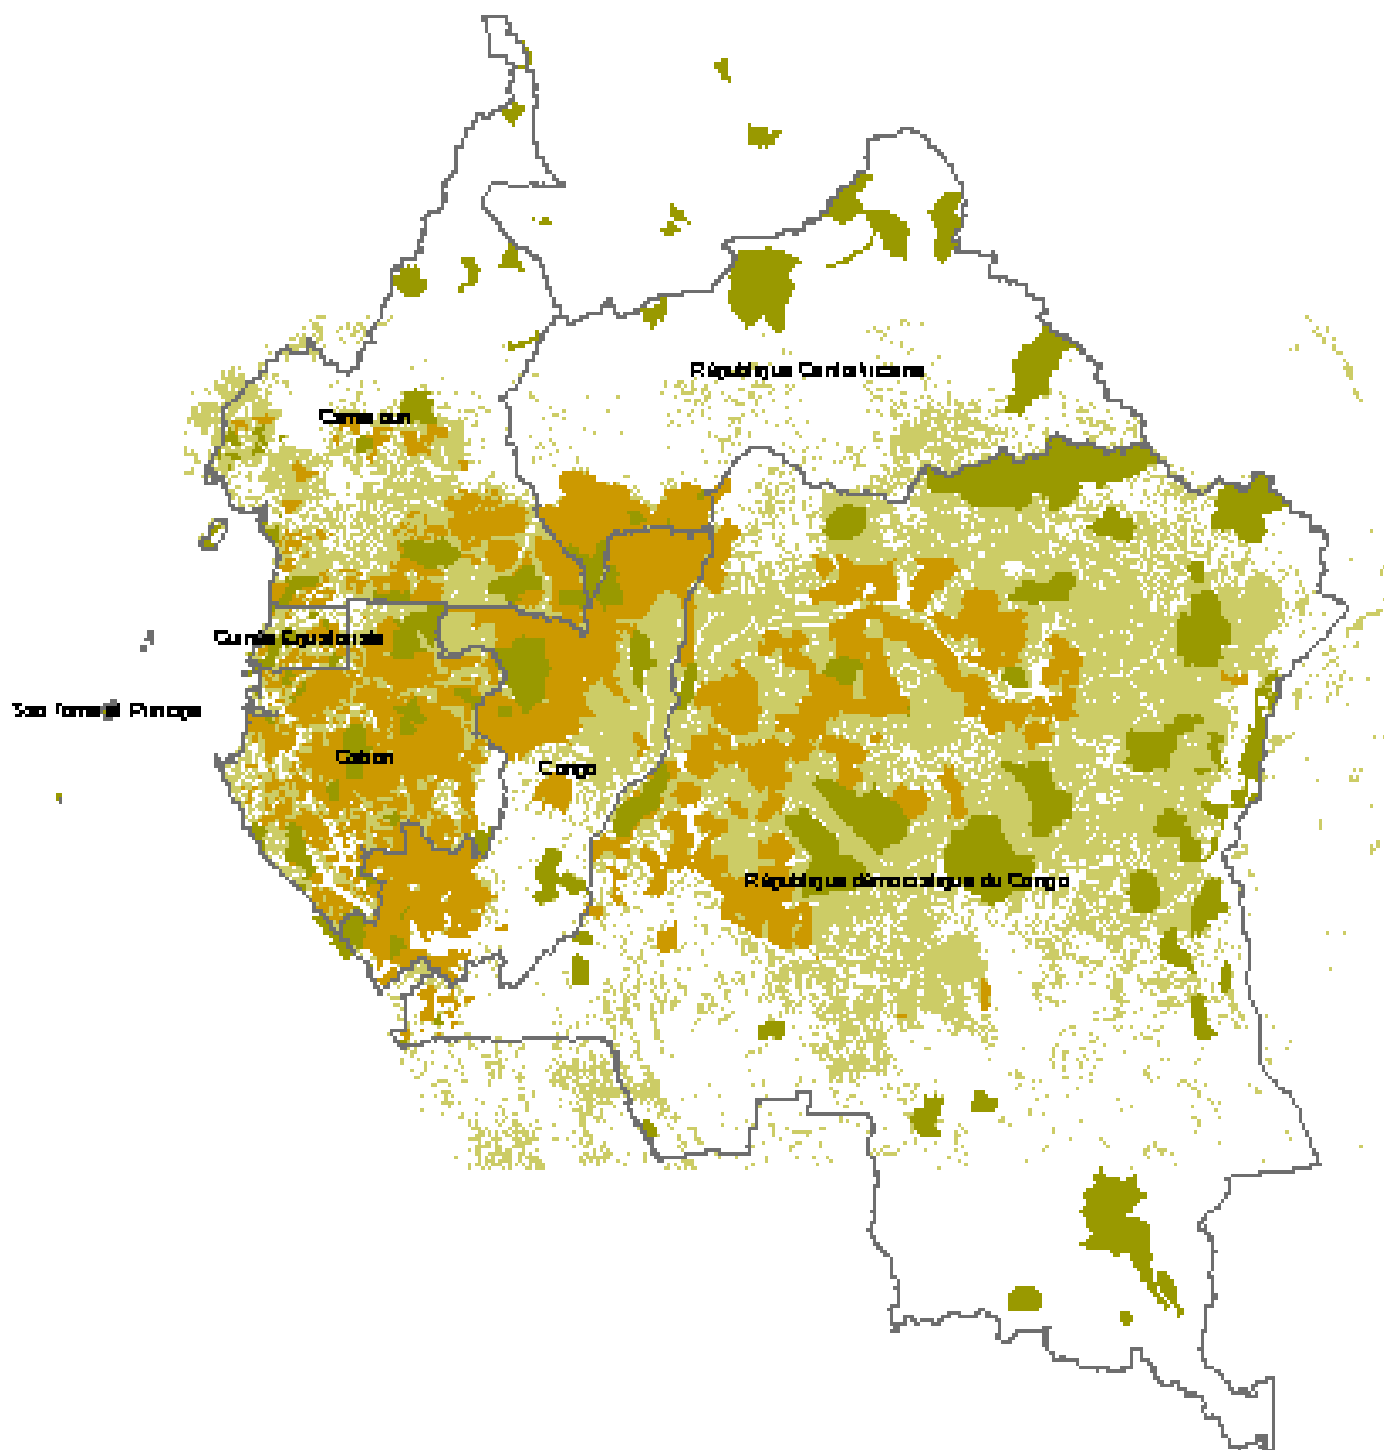 République Centrafricaine
Cameroun
Guinée Equatoriale
Sao Tomé et Principe
Gabon
Congo
République démocratique du Congo